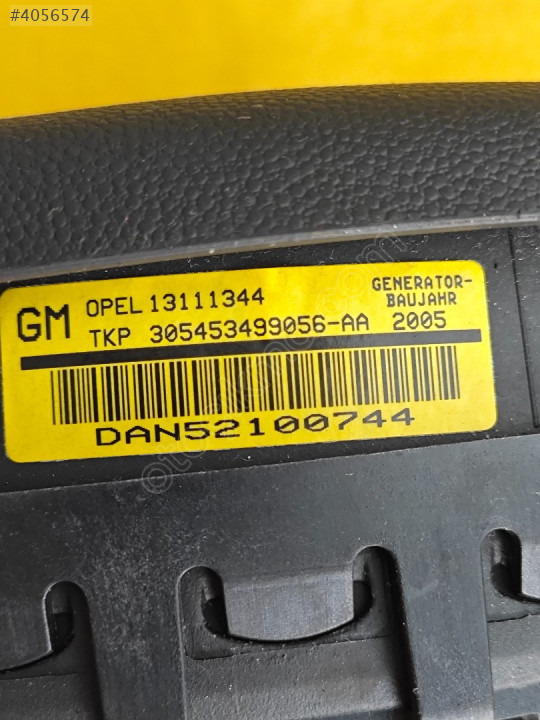 #4056574
GM OPEL 13111344 GENERATOR-
BAUJAHR
TKP 305453499056-AA 2005
DAN52100744